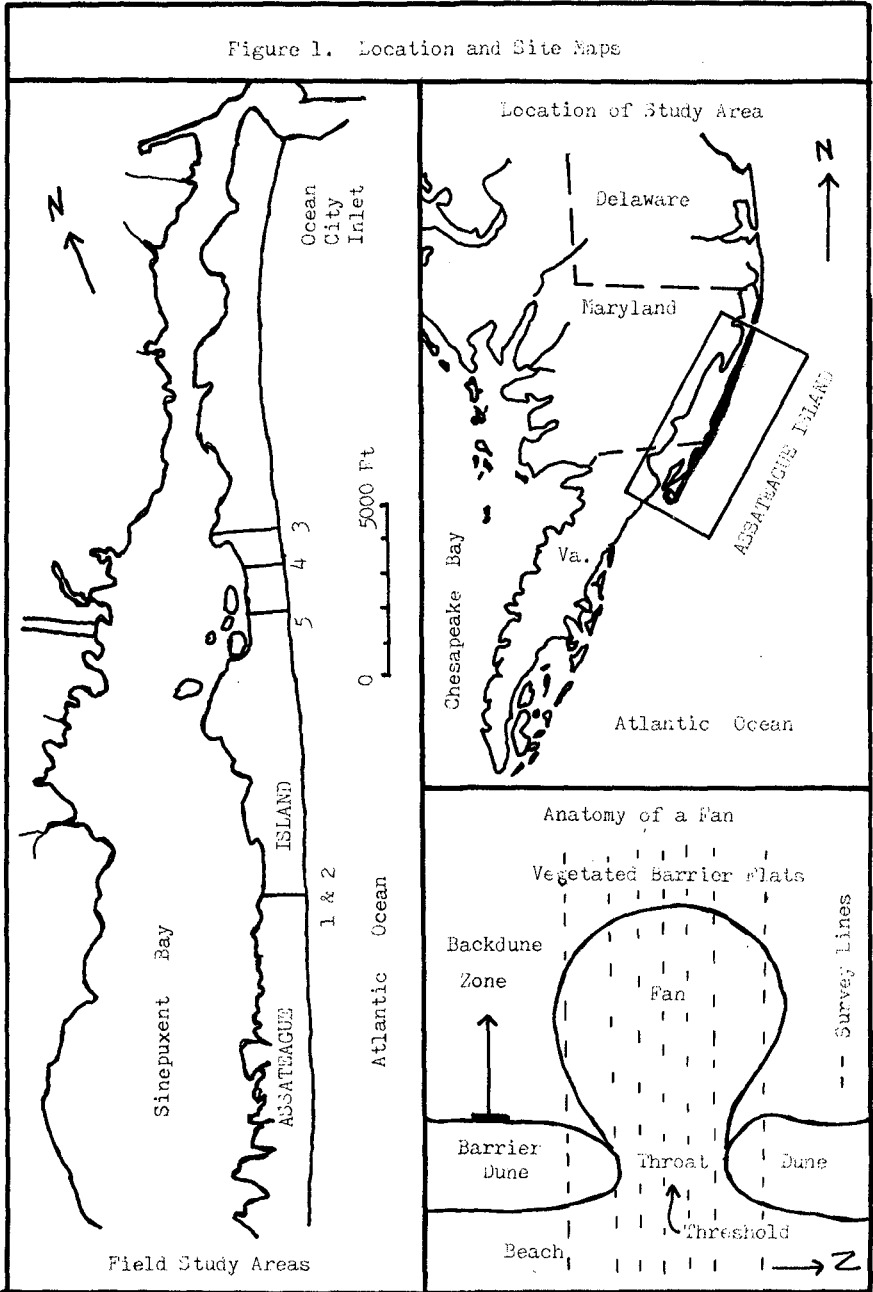 Figure 1. Location and Site Maps
N
Ocean
City
Inlet
3
4
5
0
5000 Ft
1 & 2
Sinepuxent Bay
ASSATEAGUE ISLAND
Atlantic Ocean
Field Study Areas
Location of Study Area
N
Delaware
Maryland
ASSATEAGUE ISLAND
Va.
Chesapeake Bay
Atlantic Ocean
Anatomy of a Fan
Vegetated Barrier Flats
Backdune
Zone
Fan
-- Survey Lines
Barrier
Dune
Throat
Dune
Threshold
Beach
N